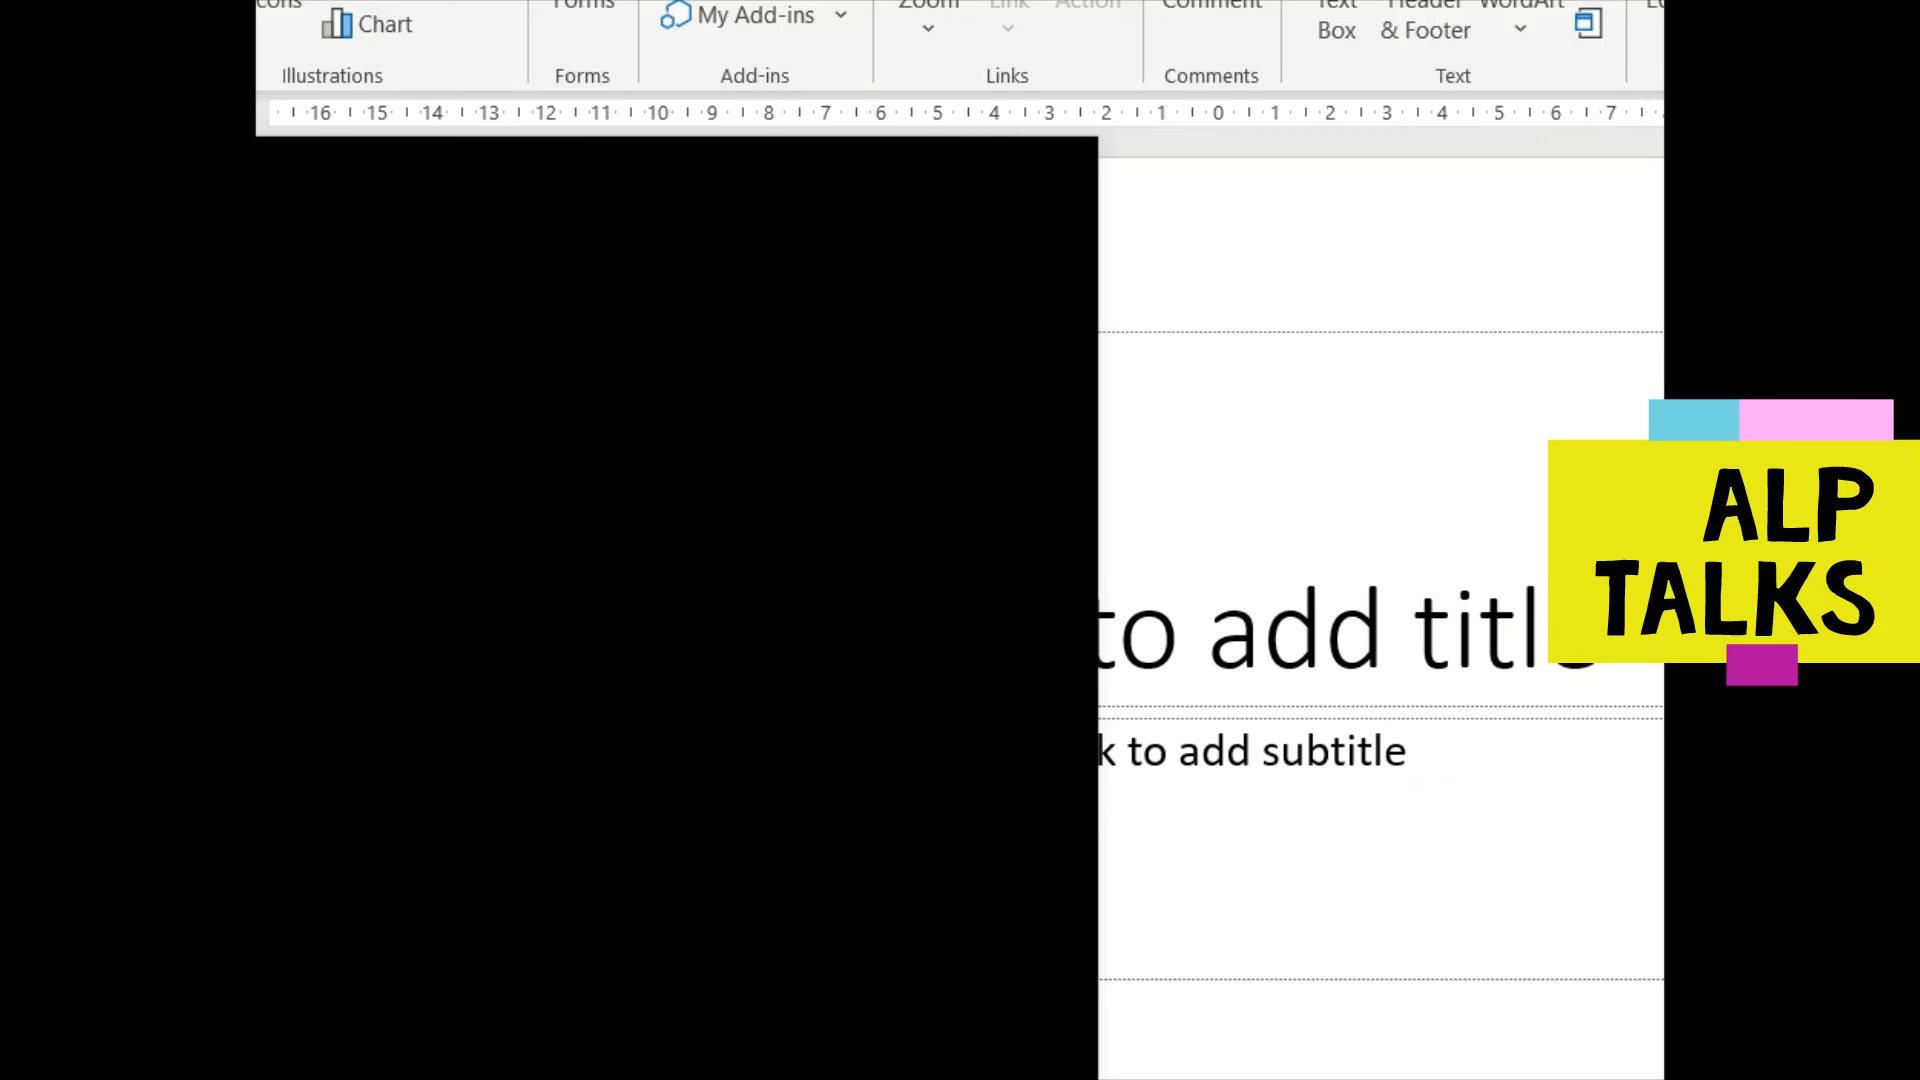 Chart
My Add-ins
Box
& Footer
Illustrations
Forms
Add-ins
Links
Comments
Text
16 15 14 13 12 11 10 9 8 7 6 5 4 3 2 1 0 1 2 3 4 5 6 7
to add title
ALP
TALKS
to add subtitle